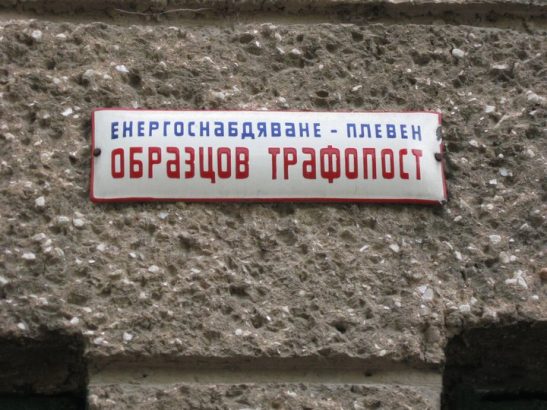 ЕНЕРГОСНАБДЯВАНЕ - ПЛЕВЕН
ОБРАЗЦОВ ТРАФОПОСТ